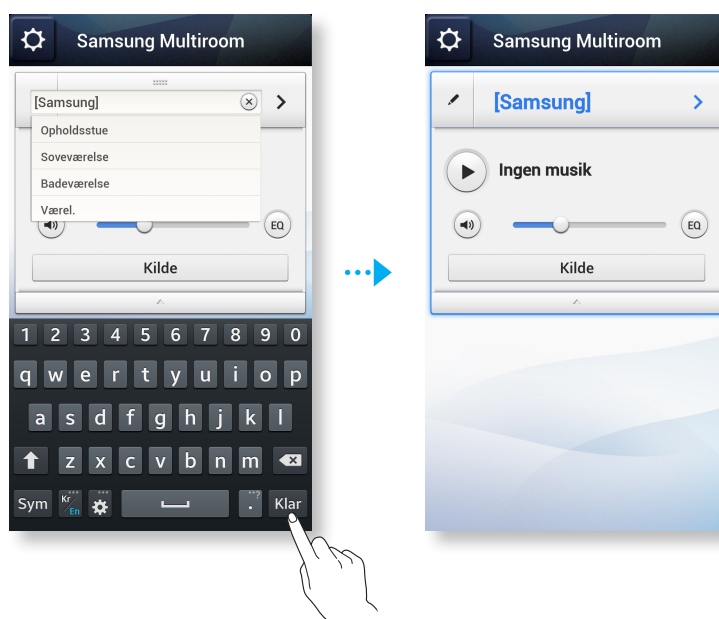 Samsung Multiroom
[Samsung]
Opholdsstue
Soveværelse
Badeværelse
Værel.
EQ
Kilde
1 2 3 4 5 6 7 8 9 0
q w e r t y u i o p
a s d f g h j k l
z x c v b n m
Sym Kr En . ? Klar
Samsung Multiroom
[Samsung]
Ingen musik
EQ
Kilde